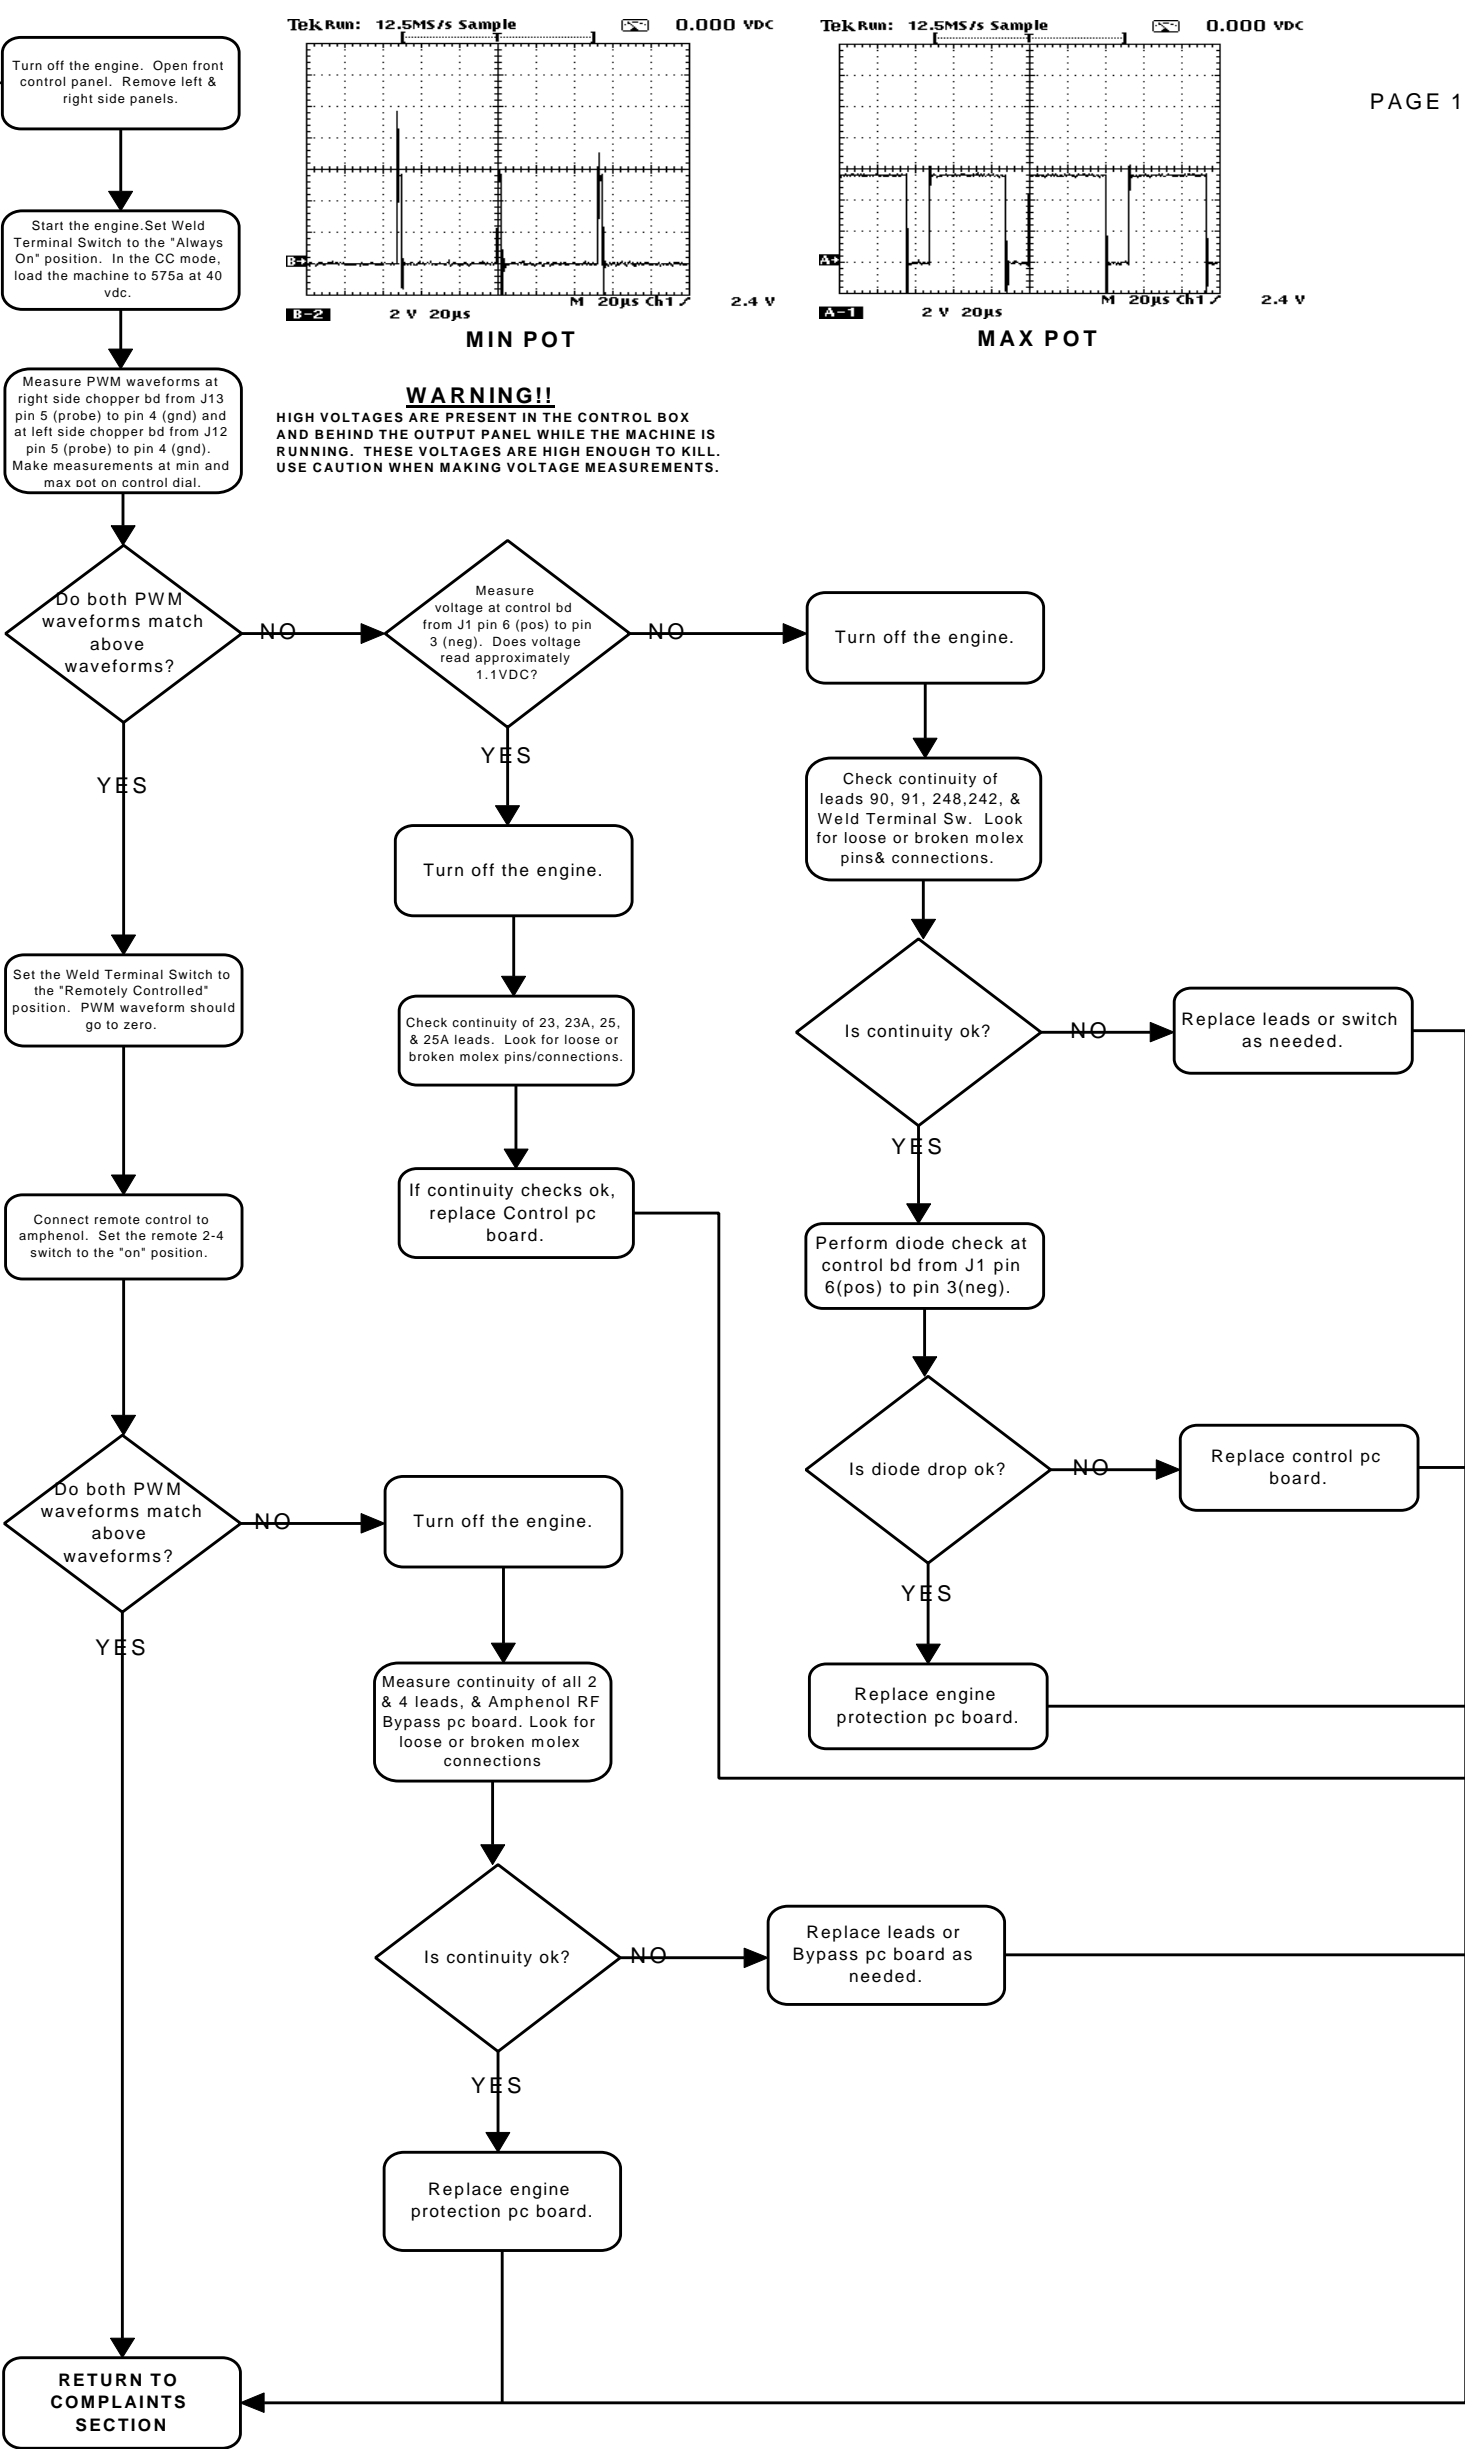 Tek Run: 12.5MS/s Sample
0.000 VDC
Tek Run: 12.5MS/s Sample
0.000 VDC
PAGE 1
T
T
B
A
M 20µs Ch1
2.4 V
M 20µs Ch1
2.4 V
B-2
2 V 20µs
A-1
2 V 20µs
MIN POT
MAX POT
Turn off the engine. Open front
control panel. Remove left &
right side panels.
Start the engine.Set Weld
Terminal Switch to the "Always
On" position. In the CC mode,
load the machine to 575a at 40
vdc.
Measure PWM waveforms at
right side chopper bd from J13
pin 5 (probe) to pin 4 (gnd) and
at left side chopper bd from J12
pin 5 (probe) to pin 4 (gnd).
Make measurements at min and
max pot on control dial.
WARNING!!
HIGH VOLTAGES ARE PRESENT IN THE CONTROL BOX
AND BEHIND THE OUTPUT PANEL WHILE THE MACHINE IS
RUNNING. THESE VOLTAGES ARE HIGH ENOUGH TO KILL.
USE CAUTION WHEN MAKING VOLTAGE MEASUREMENTS.
Do both PWM
waveforms match
above
waveforms?
NO
Measure
voltage at control bd
from J1 pin 6 (pos) to pin
3 (neg). Does voltage
read approximately
1.1VDC?
NO
Turn off the engine.
YES
YES
Check continuity of
leads 90, 91, 248,242, &
Weld Terminal Sw. Look
for loose or broken molex
pins& connections.
Turn off the engine.
Set the Weld Terminal Switch to
the "Remotely Controlled"
position. PWM waveform should
go to zero.
Check continuity of 23, 23A, 25,
& 25A leads. Look for loose or
broken molex pins/connections.
Is continuity ok?
NO
Replace leads or switch
as needed.
YES
If continuity checks ok,
replace Control pc
board.
Connect remote control to
amphenol. Set the remote 2-4
switch to the "on" position.
Perform diode check at
control bd from J1 pin
6(pos) to pin 3(neg).
Is diode drop ok?
NO
Replace control pc
board.
Do both PWM
waveforms match
above
waveforms?
NO
Turn off the engine.
YES
YES
Measure continuity of all 2
& 4 leads, & Amphenol RF
Bypass pc board. Look for
loose or broken molex
connections
Replace engine
protection pc board.
Is continuity ok?
NO
Replace leads or
Bypass pc board as
needed.
YES
Replace engine
protection pc board.
RETURN TO
COMPLAINTS
SECTION